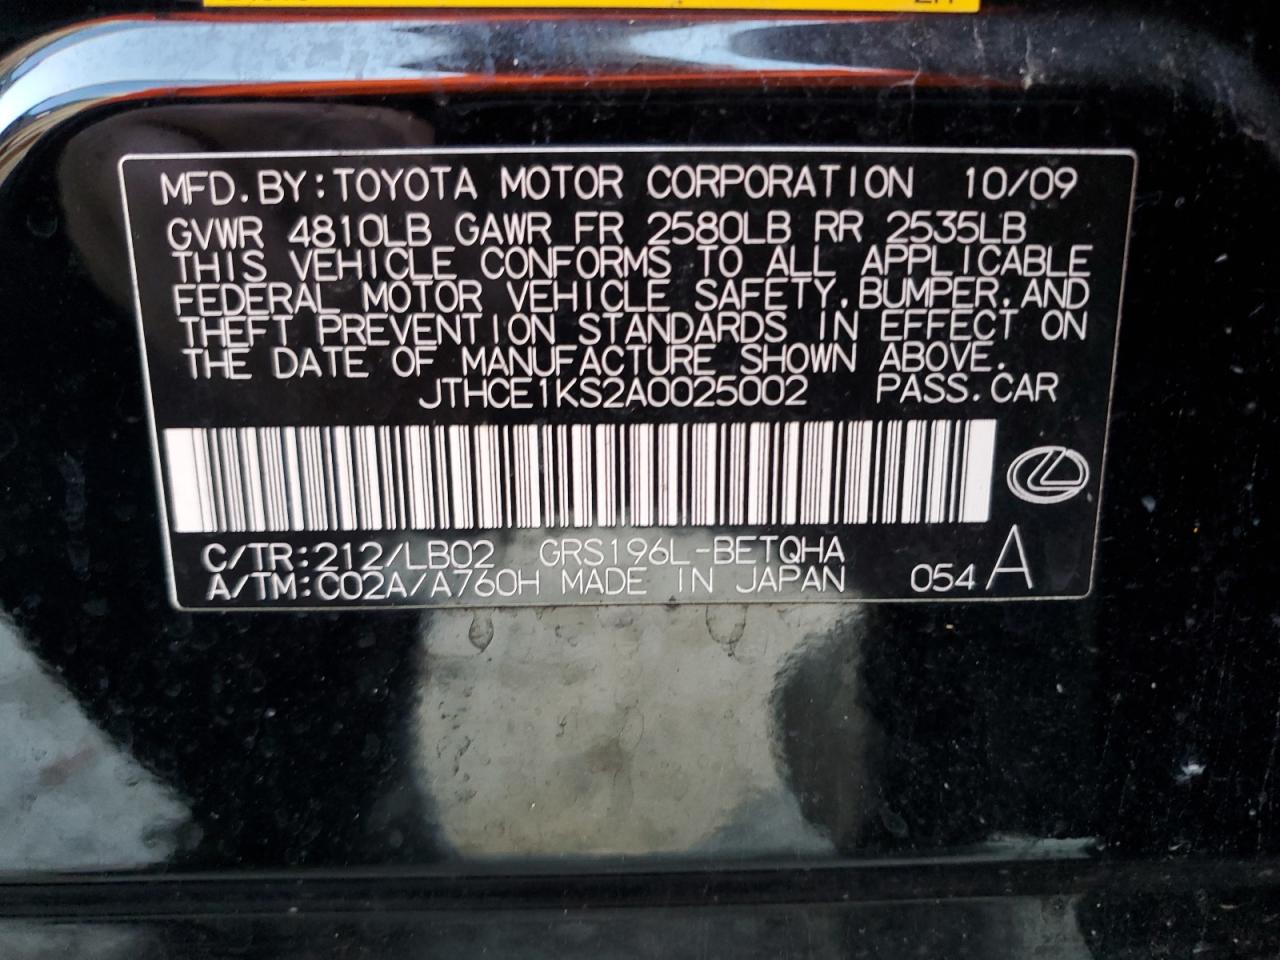 MFD.BY:TOYOTA MOTOR CORPORATION 10/09
GVWR 4810LB GAWR FR 2580LB RR 2535LB
THIS VEHICLE CONFORMS TO ALL APPLICABLE
FEDERAL MOTOR VEHICLE SAFETY,BUMPER,AND
THEFT PREVENTION STANDARDS IN EFFECT ON
THE DATE OF MANUFACTURE SHOWN ABOVE.
JTHCE1KS2A0025002 PASS.CAR
C/TR:212/LB02 GRS196L-BETQHA
A/TM:C02A/A760H MADE IN JAPAN 054 A